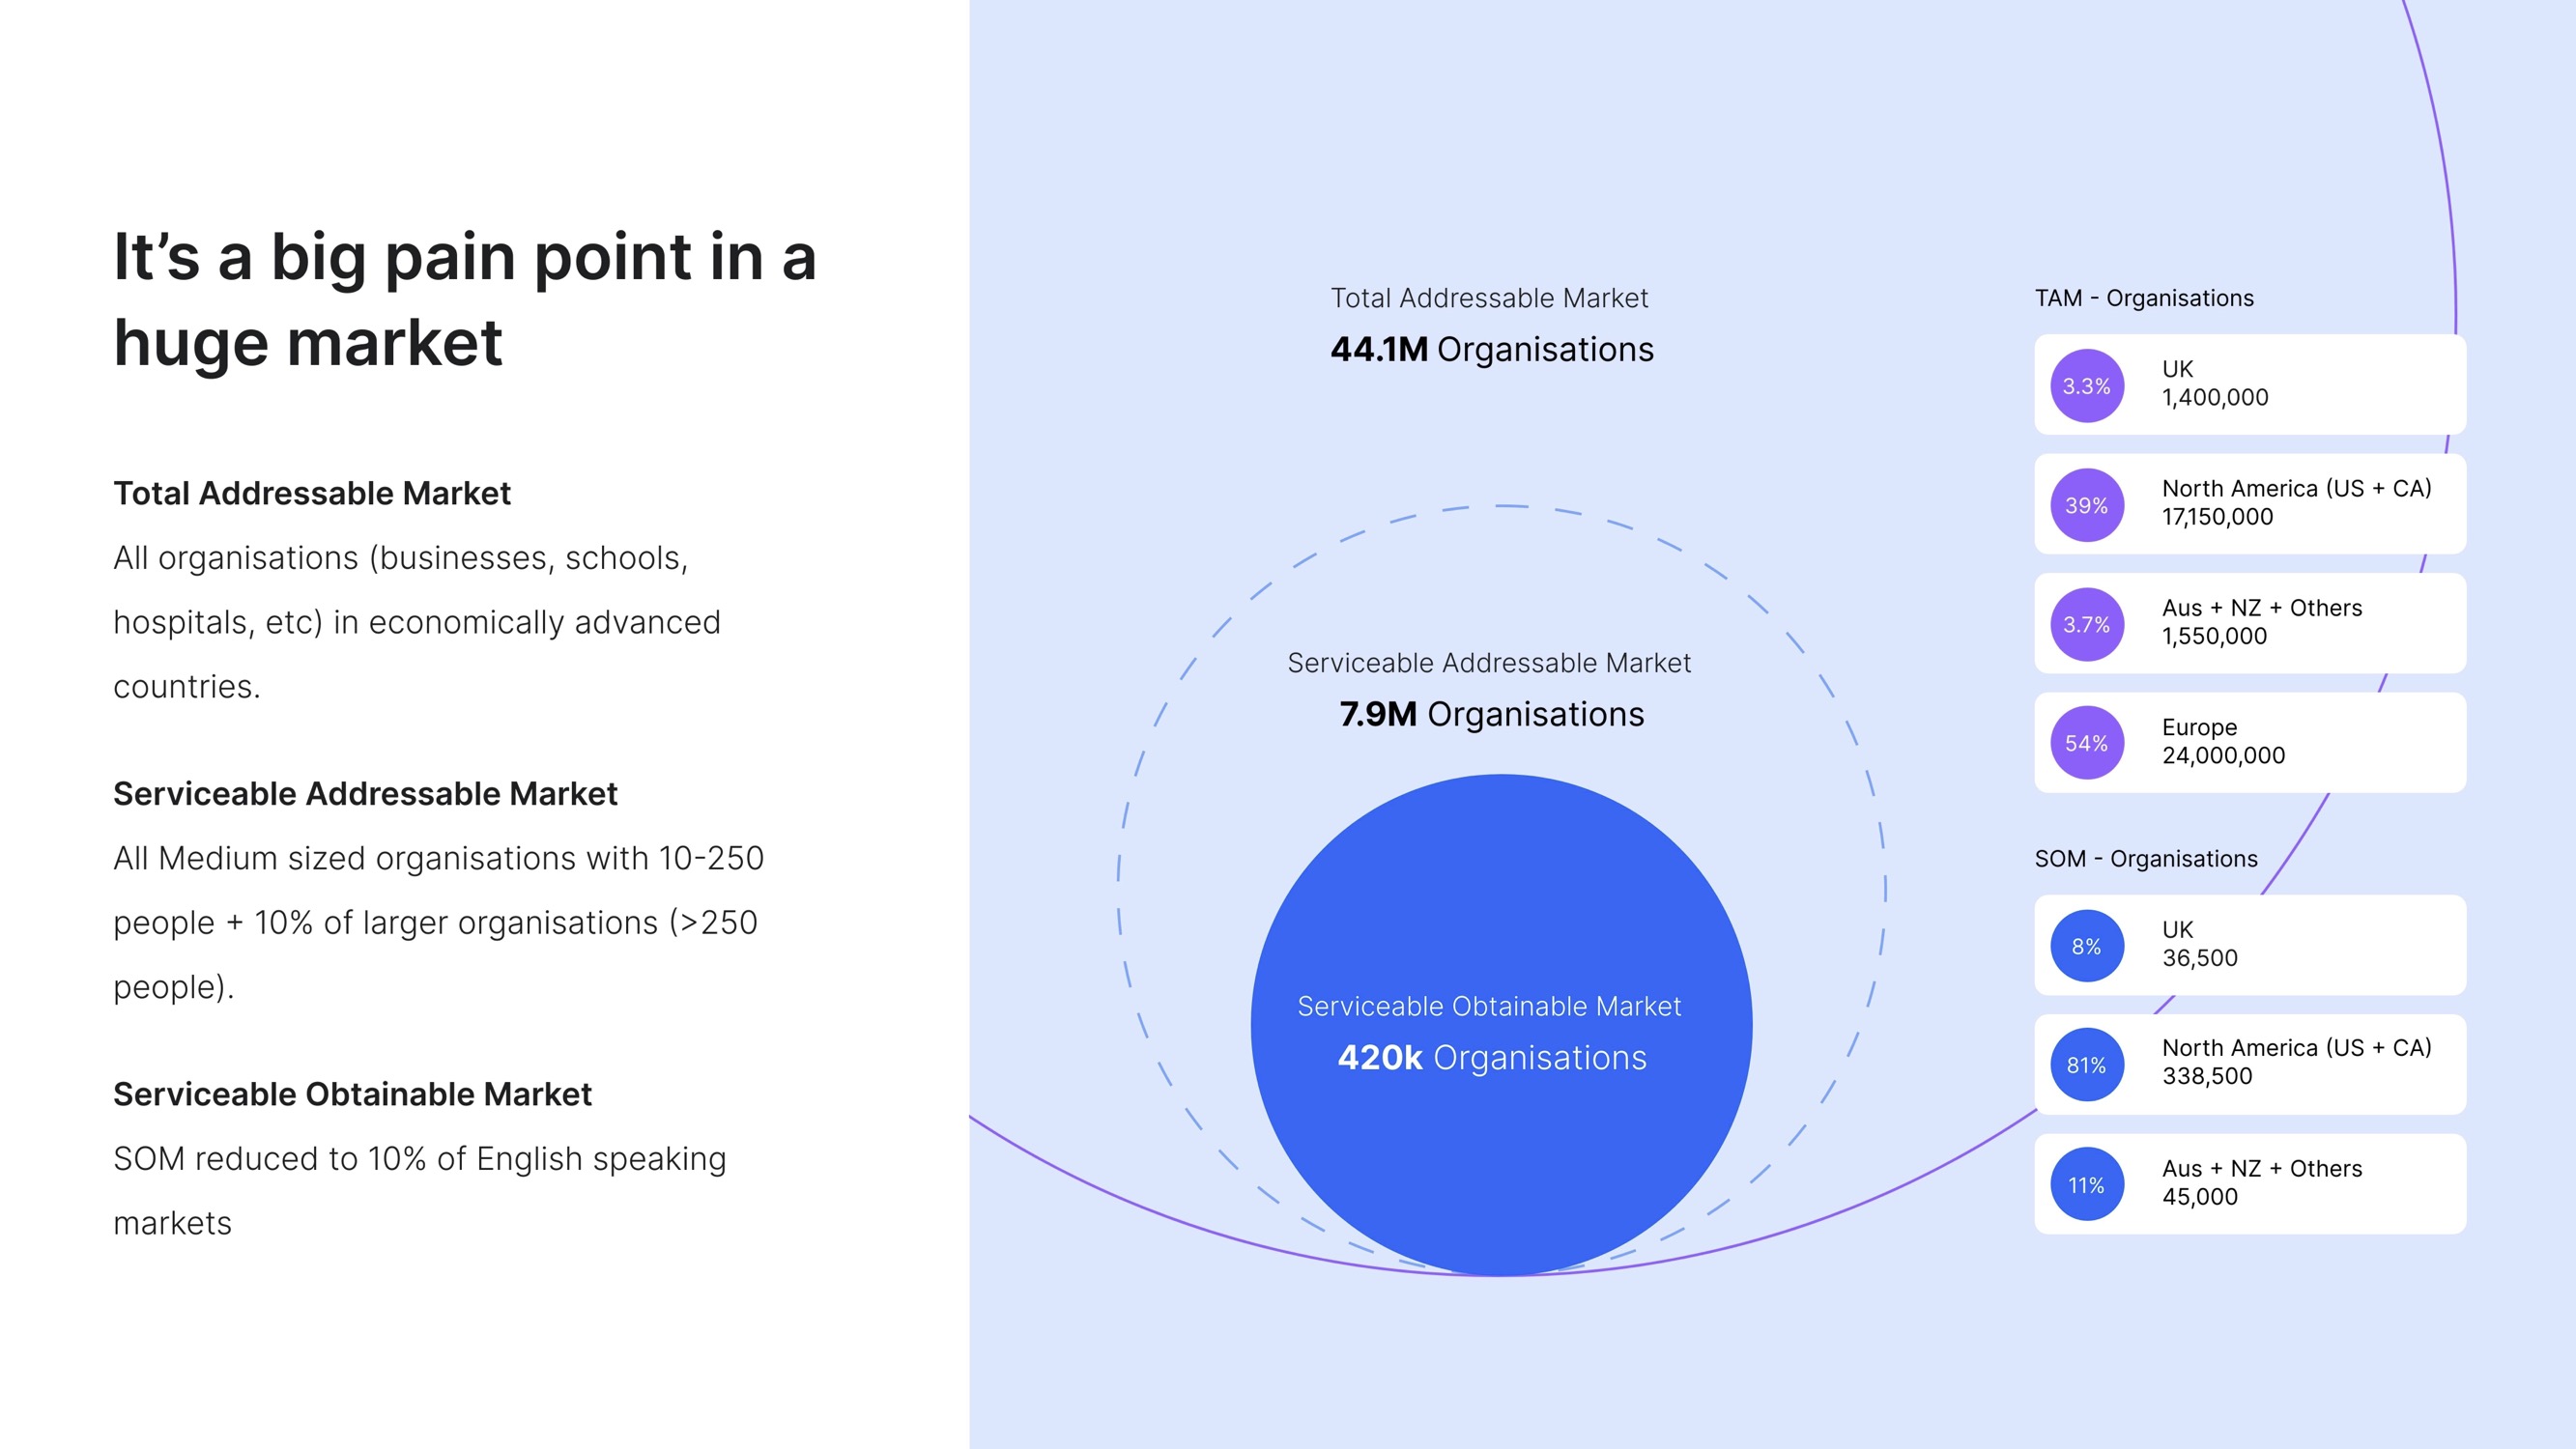 It’s a big pain point in a
huge market
Total Addressable Market
All organisations (businesses, schools,
hospitals, etc) in economically advanced
countries.
Serviceable Addressable Market
All Medium sized organisations with 10-250
people + 10% of larger organisations (>250
people).
Serviceable Obtainable Market
SOM reduced to 10% of English speaking
markets
Total Addressable Market
44.1M Organisations
Serviceable Addressable Market
7.9M Organisations
Serviceable Obtainable Market
420k Organisations
TAM - Organisations
3.3%
UK
1,400,000
39%
North America (US + CA)
17,150,000
3.7%
Aus + NZ + Others
1,550,000
54%
Europe
24,000,000
SOM - Organisations
8%
UK
36,500
81%
North America (US + CA)
338,500
11%
Aus + NZ + Others
45,000